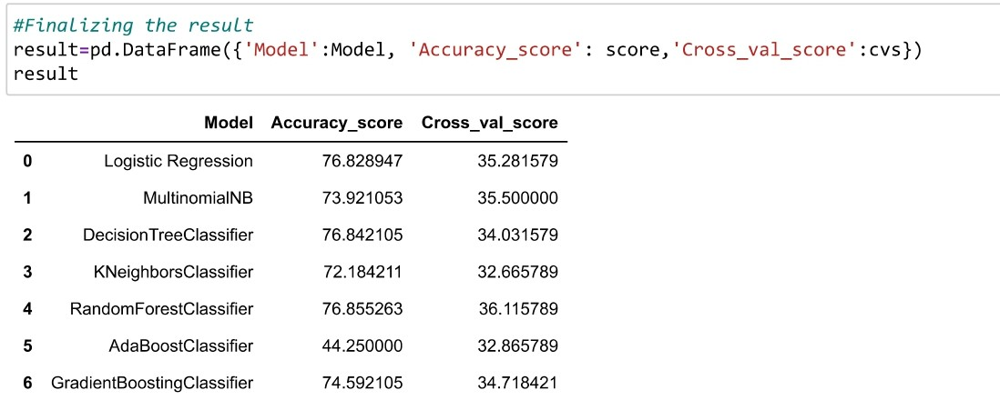 #Finalizing the result
result=pd.DataFrame({'Model':Model, 'Accuracy_score': score,'Cross_val_score':cvs})
result
Model Accuracy_score Cross_val_score
0 Logistic Regression 76.828947 35.281579
1 MultinomialNB 73.921053 35.500000
2 DecisionTreeClassifier 76.842105 34.031579
3 KNeighborsClassifier 72.184211 32.665789
4 RandomForestClassifier 76.855263 36.115789
5 AdaBoostClassifier 44.250000 32.865789
6 GradientBoostingClassifier 74.592105 34.718421